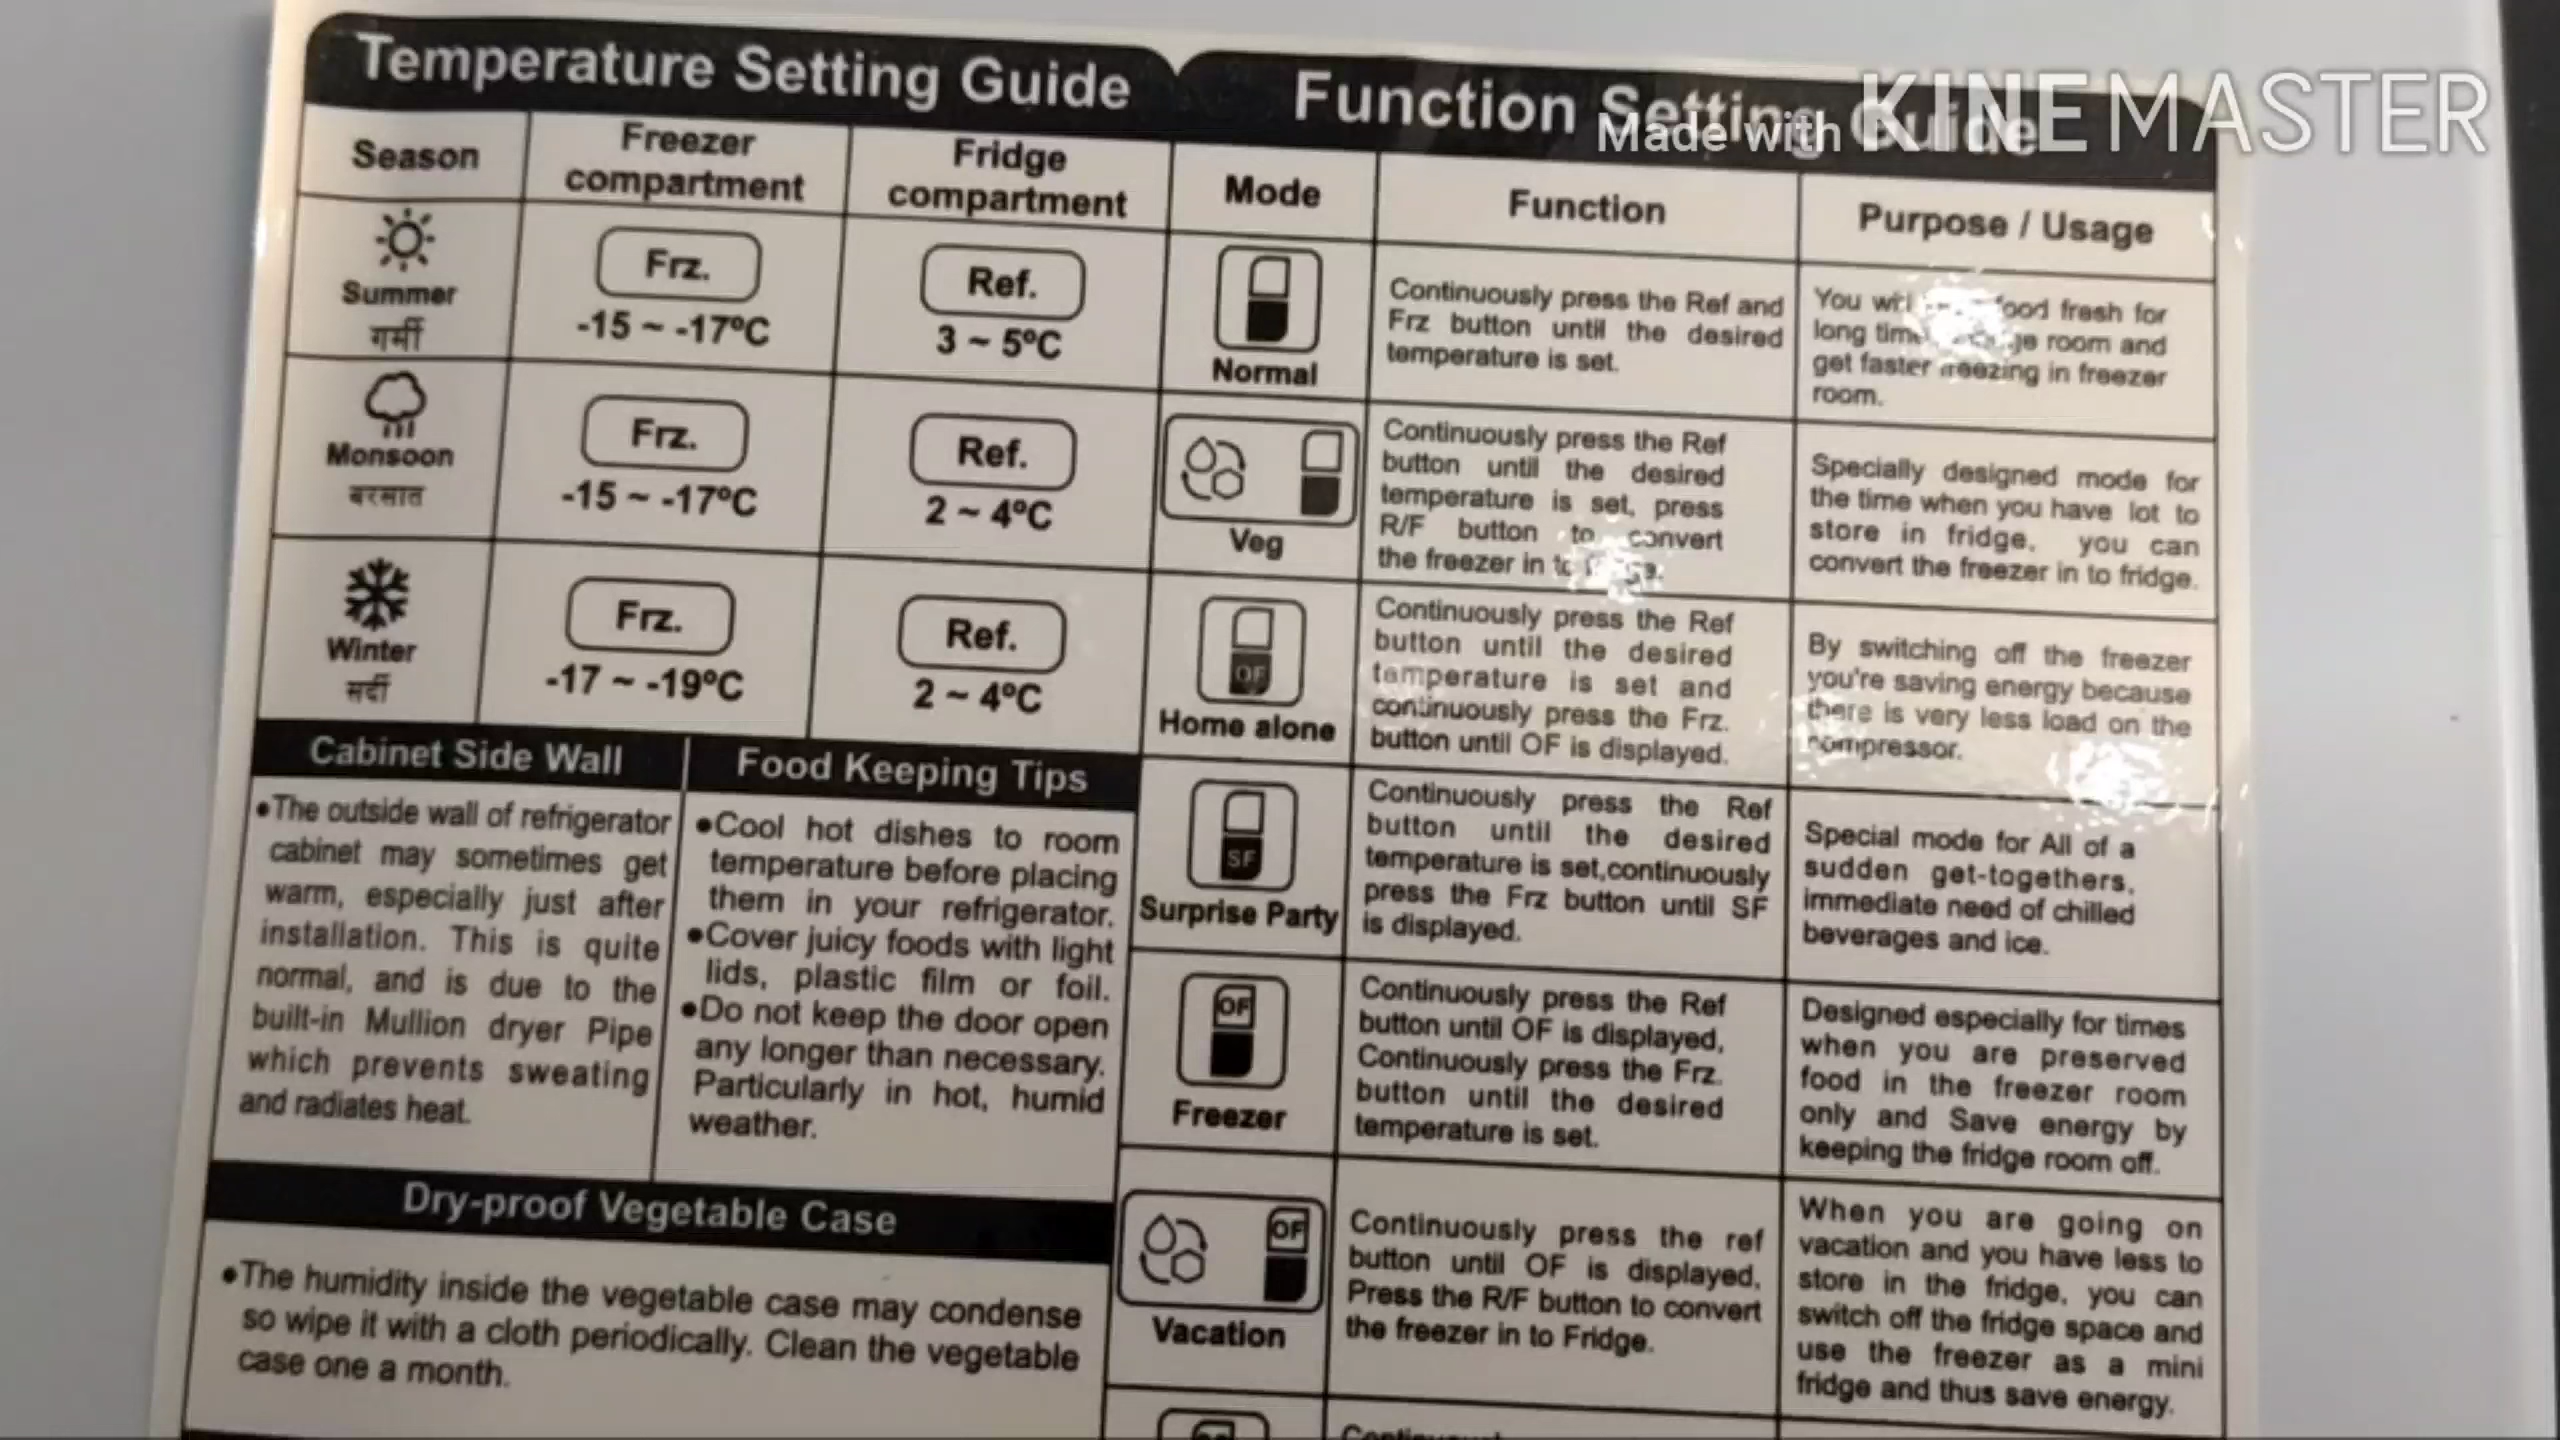 Temperature Setting Guide
Season
Freezer
compartment
Fridge
compartment
Summer
गर्मी
Frz.
-15 ~ -17ºC
Ref.
3 ~ 5ºC
Monsoon
बरसात
Frz.
-15 ~ -17ºC
Ref.
2 ~ 4ºC
Winter
सर्दी
Frz.
-17 ~ -19ºC
Ref.
2 ~ 4ºC
Cabinet Side Wall
●The outside wall of refrigerator
cabinet may sometimes get
warm, especially just after
installation. This is quite
normal, and is due to the
built-in Mullion dryer Pipe
which prevents sweating
and radiates heat.
Food Keeping Tips
●Cool hot dishes to room
temperature before placing
them in your refrigerator.
●Cover juicy foods with light
lids, plastic film or foil.
●Do not keep the door open
any longer than necessary.
Particularly in hot, humid
weather.
Dry-proof Vegetable Case
●The humidity inside the vegetable case may condense
so wipe it with a cloth periodically. Clean the vegetable
case one a month.
Function Setting Guide
Made with KINEMASTER
Mode
Function
Purpose / Usage
Normal
Continuously press the Ref and
Frz button until the desired
temperature is set.
You food fresh for
long room and
get faster freezing in freezer
room.
Veg
Continuously press the Ref
button until the desired
temperature is set, press
R/F button to convert
the freezer in
Specially designed mode for
the time when you have lot to
store in fridge, you can
convert the freezer in to fridge.
OF
Home alone
Continuously press the Ref
button until the desired
temperature is set and
continuously press the Frz.
button until OF is displayed.
By switching off the freezer
you're saving energy because
there is very less load on the
compressor.
SF
Surprise Party
Continuously press the Ref
button until the desired
temperature is set,continuously
press the Frz button until SF
is displayed.
Special mode for All of a
sudden get-togethers,
immediate need of chilled
beverages and ice.
OF
Freezer
Continuously press the Ref
button until OF is displayed,
Continuously press the Frz.
button until the desired
temperature is set.
Designed especially for times
when you are preserved
food in the freezer room
only and Save energy by
keeping the fridge room off.
OF
Vacation
Continuously press the ref
button until OF is displayed,
Press the R/F button to convert
the freezer in to Fridge.
When you are going on
vacation and you have less to
store in the fridge, you can
switch off the fridge space and
use the freezer as a mini
fridge and thus save energy.